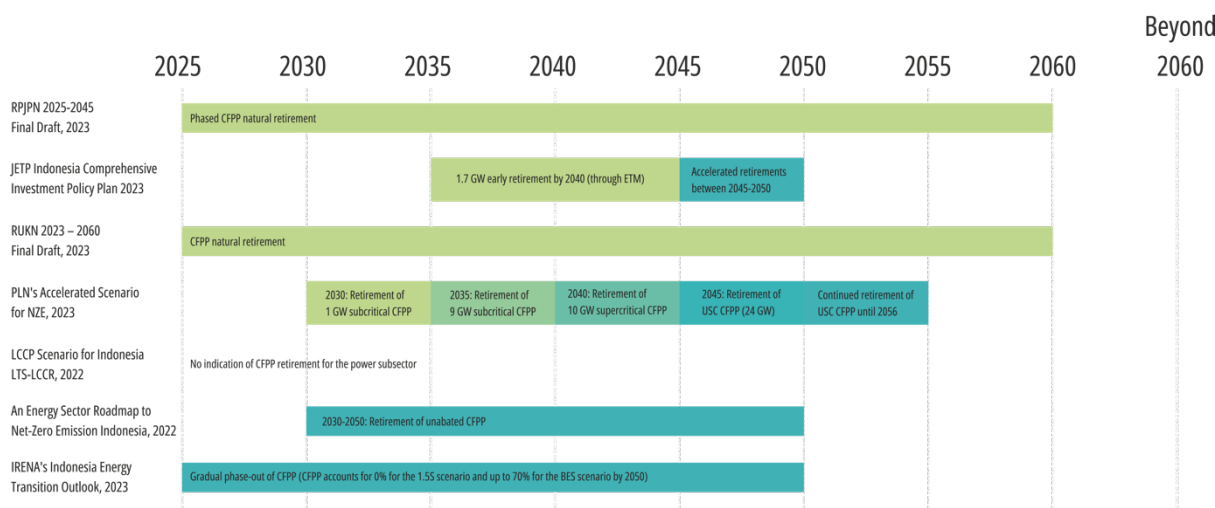 Beyond
2025 2030 2035 2040 2045 2050 2055 2060 2060
RPJPN 2025-2045
Final Draft, 2023
Phased CFPP natural retirement
JETP Indonesia Comprehensive
Investment Policy Plan 2023
1.7 GW early retirement by 2040 (through ETM)
Accelerated retirements
between 2045-2050
RUKN 2023 – 2060
Final Draft, 2023
CFPP natural retirement
PLN's Accelerated Scenario
for NZE, 2023
2030: Retirement of
1 GW subcritical CFPP
2035: Retirement of
9 GW subcritical CFPP
2040: Retirement of
10 GW supercritical CFPP
2045: Retirement of
USC CFPP (24 GW)
Continued retirement of
USC CFPP until 2056
LCCP Scenario for Indonesia
LTS-LCCR, 2022
No indication of CFPP retirement for the power subsector
An Energy Sector Roadmap to
Net-Zero Emission Indonesia, 2022
2030-2050: Retirement of unabated CFPP
IRENA's Indonesia Energy
Transition Outlook, 2023
Gradual phase-out of CFPP (CFPP accounts for 0% for the 1.5S scenario and up to 70% for the BES scenario by 2050)